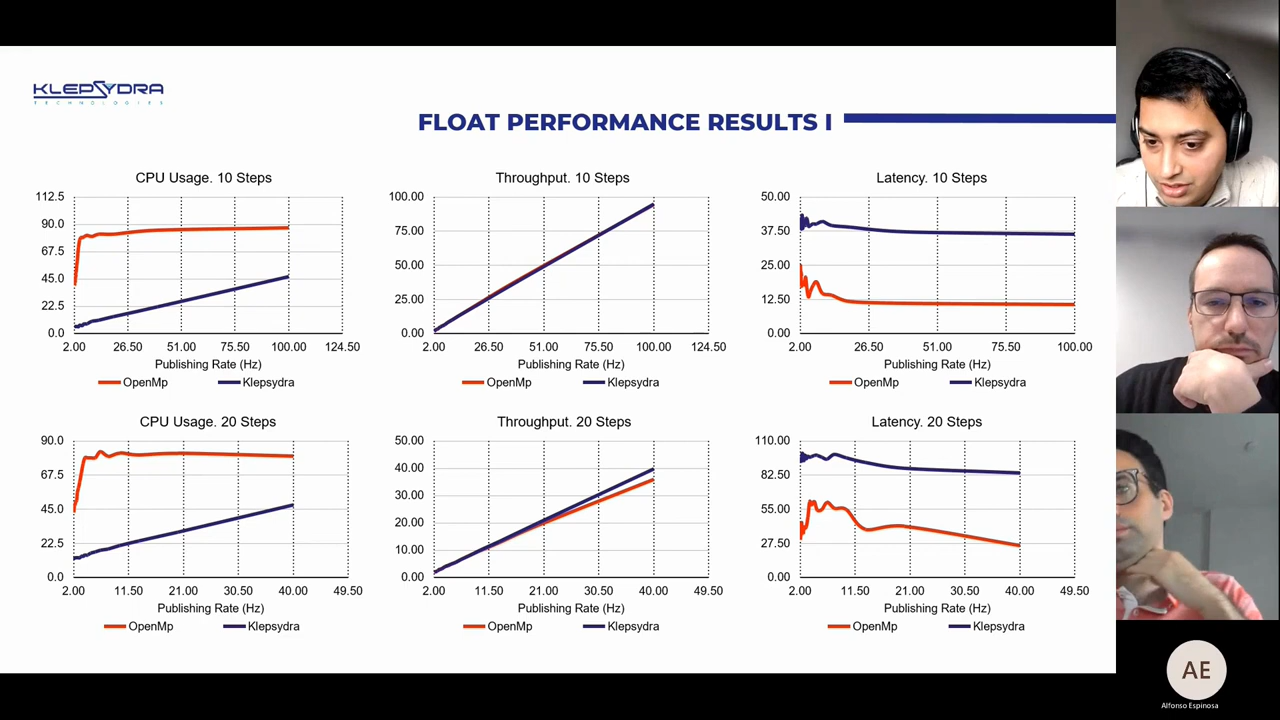 KLEPSYDRA
TECHNOLOGIES
FLOAT PERFORMANCE RESULTS I
CPU Usage. 10 Steps
112.5
90.0
67.5
45.0
22.5
0.0
2.00 26.50 51.00 75.50 100.00 124.50
Publishing Rate (Hz)
OpenMp Klepsydra
Throughput. 10 Steps
100.00
75.00
50.00
25.00
0.00
2.00 26.50 51.00 75.50 100.00 124.50
Publishing Rate (Hz)
OpenMp Klepsydra
Latency. 10 Steps
50.00
37.50
25.00
12.50
0.00
2.00 26.50 51.00 75.50 100.00
Publishing Rate (Hz)
OpenMp Klepsydra
CPU Usage. 20 Steps
90.0
67.5
45.0
22.5
0.0
2.00 11.50 21.00 30.50 40.00 49.50
Publishing Rate (Hz)
OpenMp Klepsydra
Throughput. 20 Steps
50.00
40.00
30.00
20.00
10.00
0.00
2.00 11.50 21.00 30.50 40.00 49.50
Publishing Rate (Hz)
OpenMp Klepsydra
Latency. 20 Steps
110.00
82.50
55.00
27.50
0.00
2.00 11.50 21.00 30.50 40.00 49.50
Publishing Rate (Hz)
OpenMp Klepsydra
AE
Alfonso Espinosa